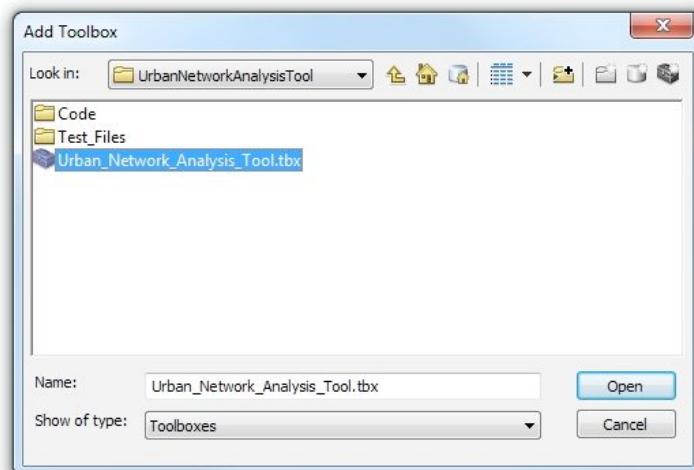 Add Toolbox
Look in: UrbanNetworkAnalysisTool
Code
Test_Files
Urban_Network_Analysis_Tool.tbx
Name: Urban_Network_Analysis_Tool.tbx Open
Show of type: Toolboxes Cancel